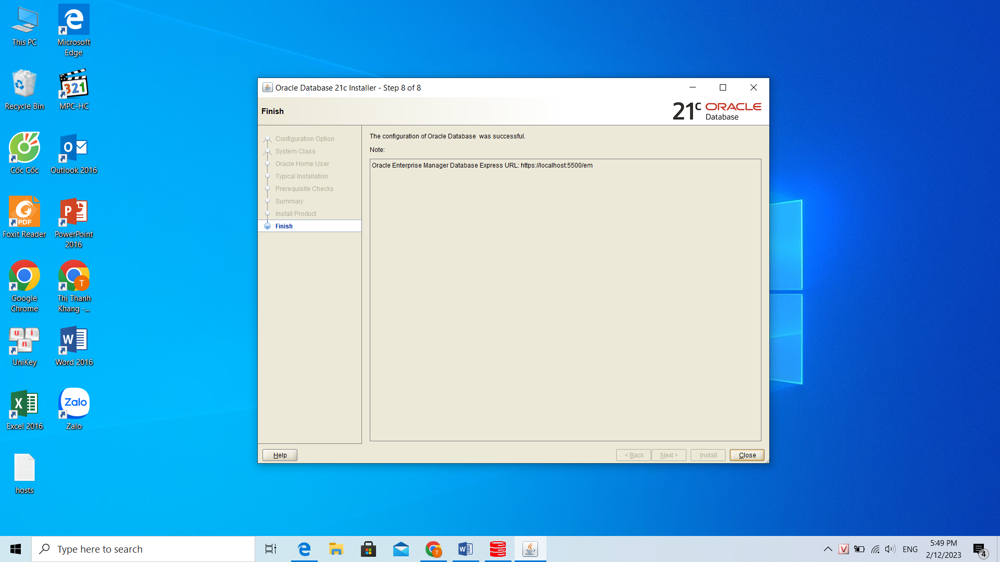 This PC
Microsoft
Edge
Recycle Bin
321
MPC-HC
Cốc Cốc
Outlook 2016
PDF
Foxit Reader
PowerPoint
2016
Google
Chrome
T
Thị Thanh
Khang -...
u i
n
UniKey
Word 2016
Excel 2016
Zalo
Zalo
hosts
Oracle Database 21c Installer - Step 8 of 8
Finish
21c ORACLE
Database
Configuration Option
System Class
Oracle Home User
Typical Installation
Prerequisite Checks
Summary
Install Product
Finish
The configuration of Oracle Database  was successful.
Note:
Oracle Enterprise Manager Database Express URL: https://localhost:5500/em
Help
< Back
Next >
Install
Close
Type here to search
ENG
5:49 PM
2/12/2023
4